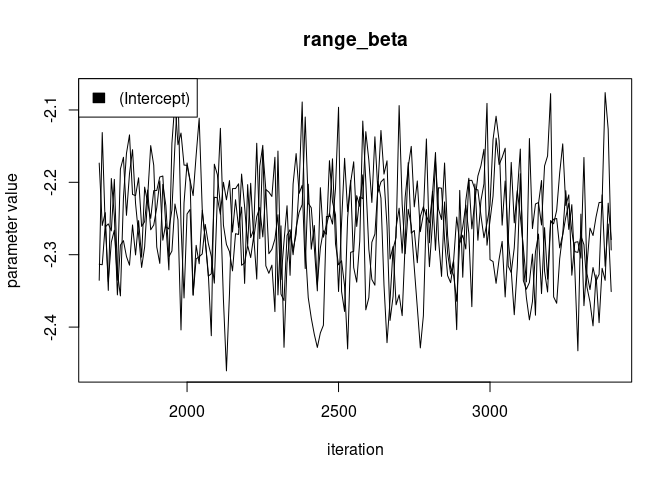 range_beta
(Intercept)
parameter value
-2.1
-2.2
-2.3
-2.4
2000
2500
3000
iteration